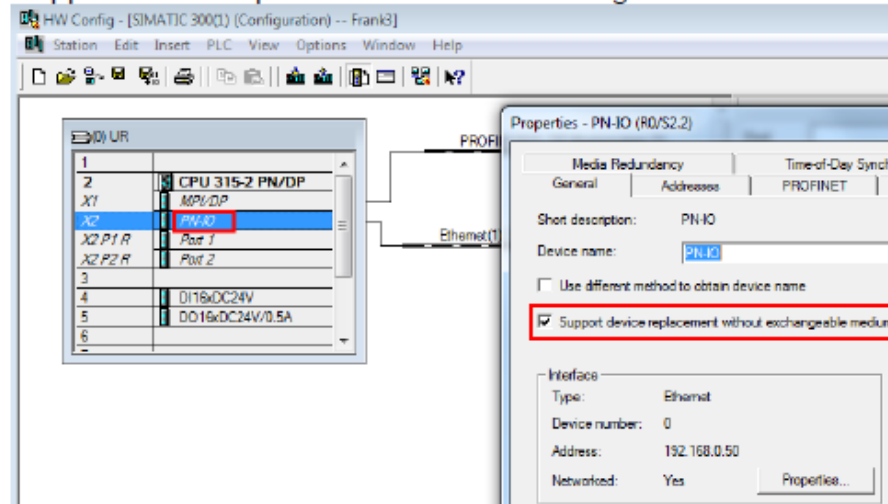 HW Config - [SIMATIC 300(1) (Configuration) -- Frank3]
Station Edit Insert PLC View Options Window Help
(0) UR
1
2 CPU 315-2 PN/DP
X1 MPI/DP
X2 PN-IO
X2 P1 R Port 1
X2 P2 R Port 2
3
4 DI16xDC24V
5 DO16xDC24V/0.5A
6
PROFI
Ethernet(1)
Properties - PN-IO (R0/S2.2)
Media Redundancy Time-of-Day Synch
General Addresses PROFINET
Short description: PN-IO
Device name: PN-IO
Use different method to obtain device name
Support device replacement without exchangeable medium
Interface
Type: Ethernet
Device number: 0
Address: 192.168.0.50
Networked: Yes Properties...